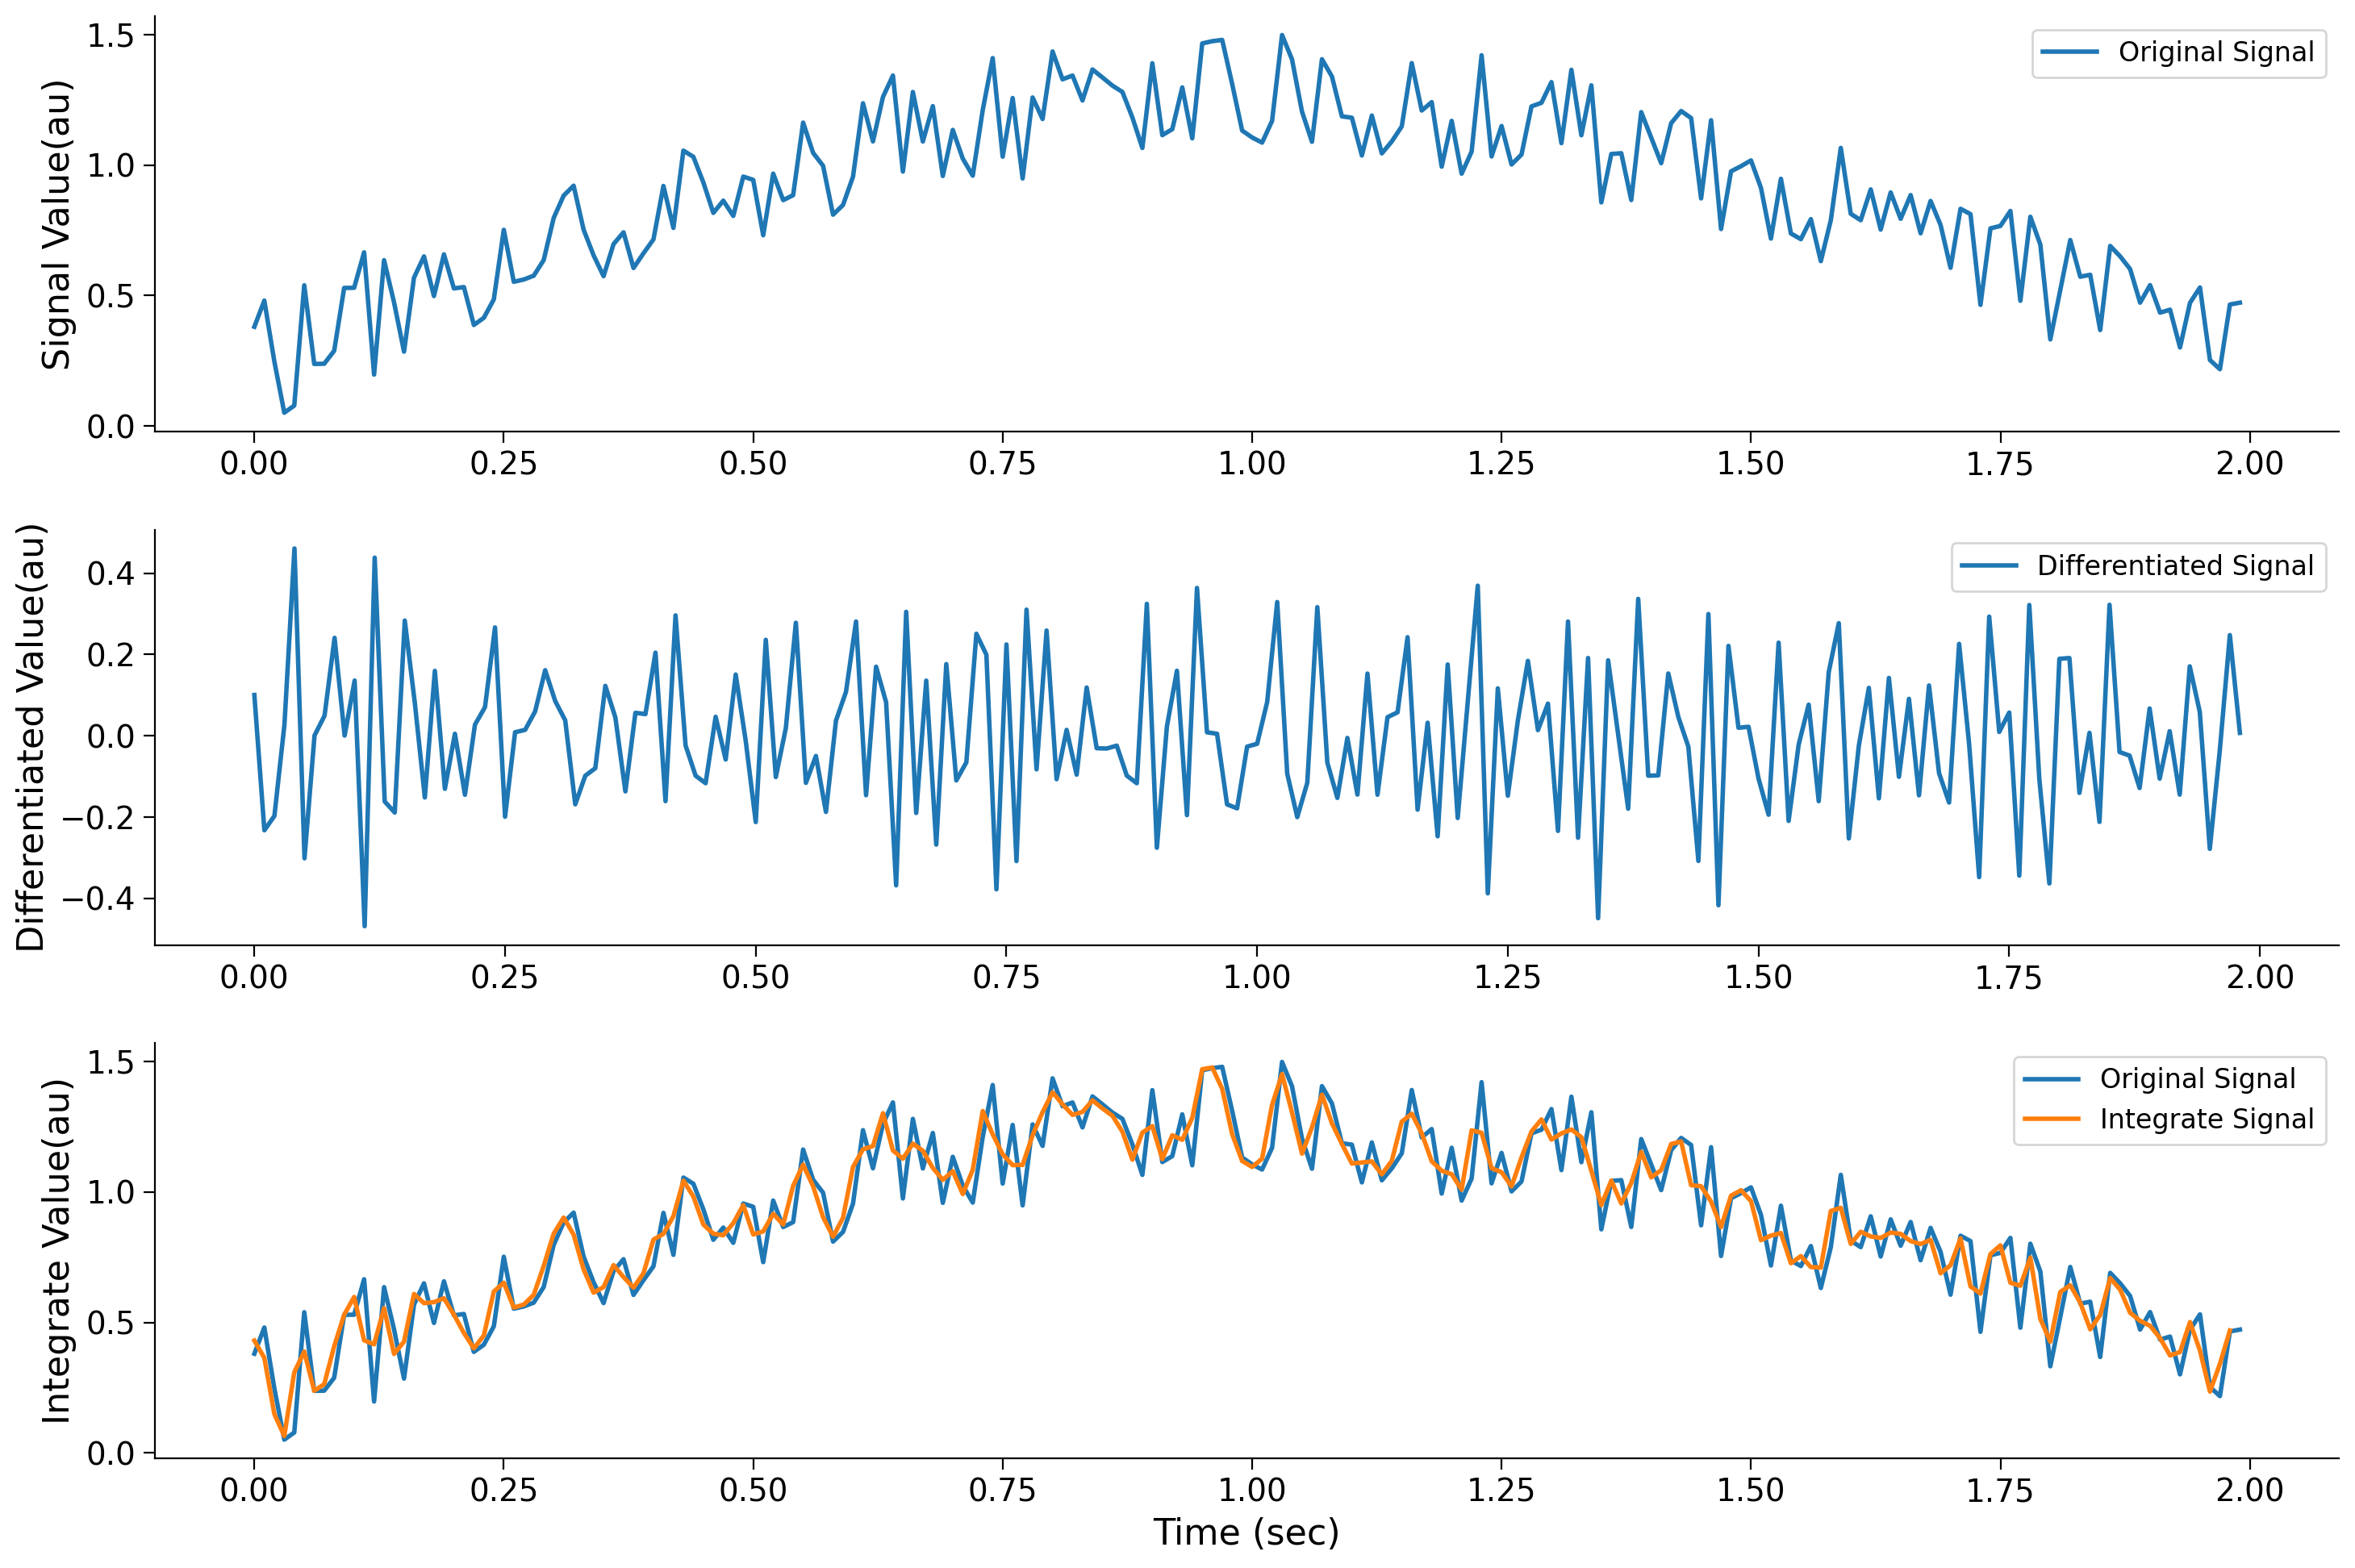 Signal Value(au)
1.5
1.0
0.5
0.0
Original Signal
0.00 0.25 0.50 0.75 1.00 1.25 1.50 1.75 2.00
Differentiated Value(au)
0.4
0.2
0.0
−0.2
−0.4
Differentiated Signal
0.00 0.25 0.50 0.75 1.00 1.25 1.50 1.75 2.00
Integrate Value(au)
1.5
1.0
0.5
0.0
Original Signal
Integrate Signal
0.00 0.25 0.50 0.75 1.00 1.25 1.50 1.75 2.00
Time (sec)